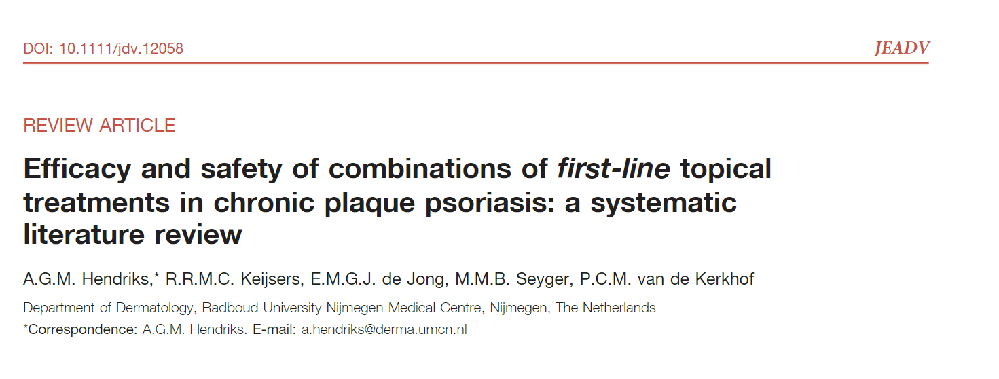 DOI: 10.1111/jdv.12058
JEADV
REVIEW ARTICLE
Efficacy and safety of combinations of first-line topical
treatments in chronic plaque psoriasis: a systematic
literature review
A.G.M. Hendriks,* R.R.M.C. Keijsers, E.M.G.J. de Jong, M.M.B. Seyger, P.C.M. van de Kerkhof
Department of Dermatology, Radboud University Nijmegen Medical Centre, Nijmegen, The Netherlands
*Correspondence: A.G.M. Hendriks. E-mail: a.hendriks@derma.umcn.nl